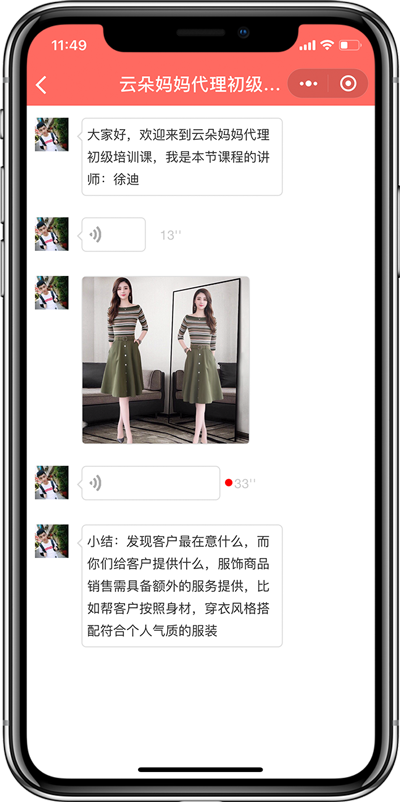 11:49
云朵妈妈代理初级...
大家好，欢迎来到云朵妈妈代理
初级培训课，我是本节课程的讲
师：徐迪
13''
33''
小结：发现客户最在意什么，而
你们给客户提供什么，服饰商品
销售需具备额外的服务提供，比
如帮客户按照身材，穿衣风格搭
配符合个人气质的服装